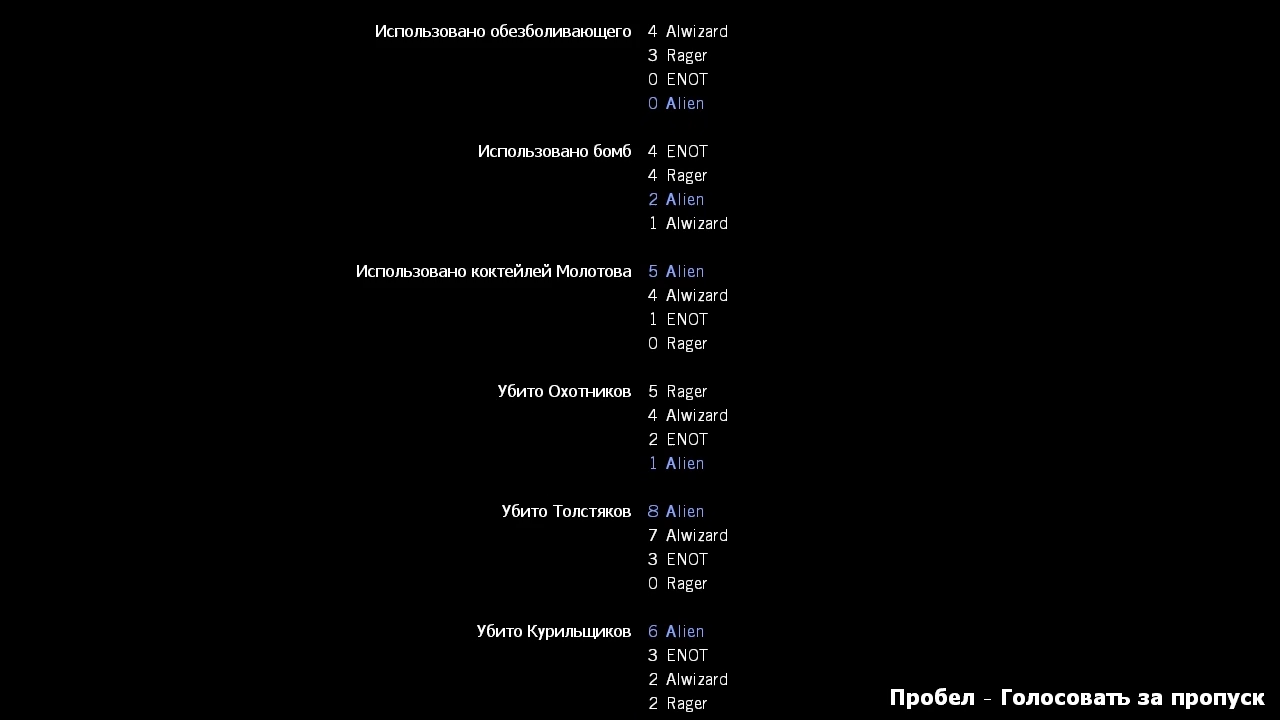 Использовано обезболивающего 4 Alwizard
3 Rager
0 ENOT
0 Alien
Использовано бомб 4 ENOT
4 Rager
2 Alien
1 Alwizard
Использовано коктейлей Молотова 5 Alien
4 Alwizard
1 ENOT
0 Rager
Убито Охотников 5 Rager
4 Alwizard
2 ENOT
1 Alien
Убито Толстяков 8 Alien
7 Alwizard
3 ENOT
0 Rager
Убито Курильщиков 6 Alien
3 ENOT
2 Alwizard
2 Rager
Пробел - Голосовать за пропуск